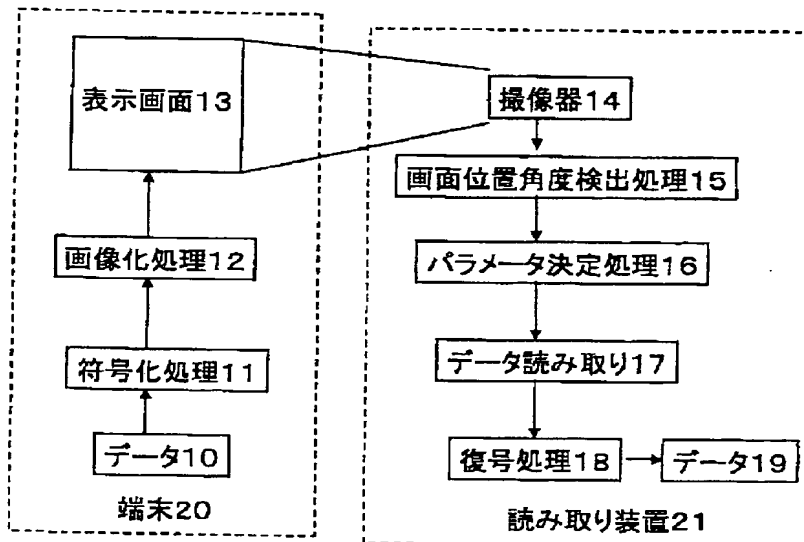 表示画面13
画像化処理12
符号化処理11
データ10
端末20
撮像器14
画面位置角度検出処理15
パラメータ決定処理16
データ読み取り17
復号処理18
データ19
読み取り装置21